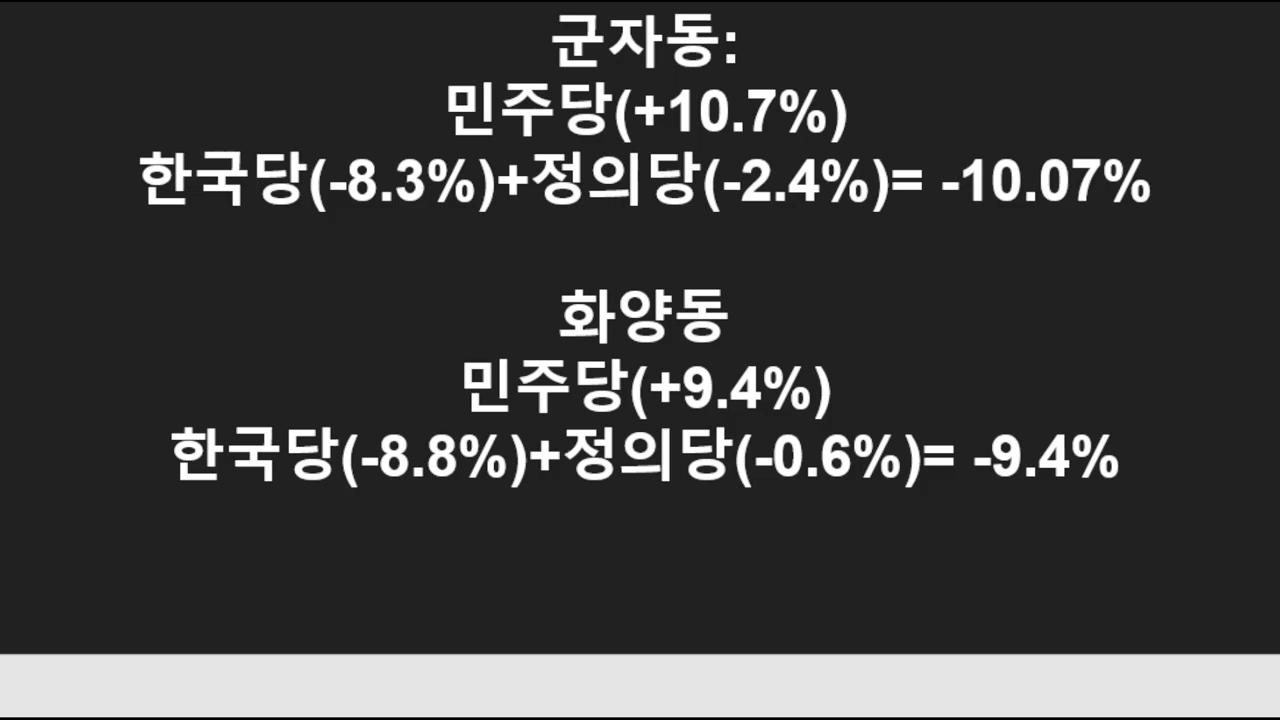 군자동:
민주당(+10.7%)
한국당(-8.3%)+정의당(-2.4%)= -10.07%
화양동
민주당(+9.4%)
한국당(-8.8%)+정의당(-0.6%)= -9.4%